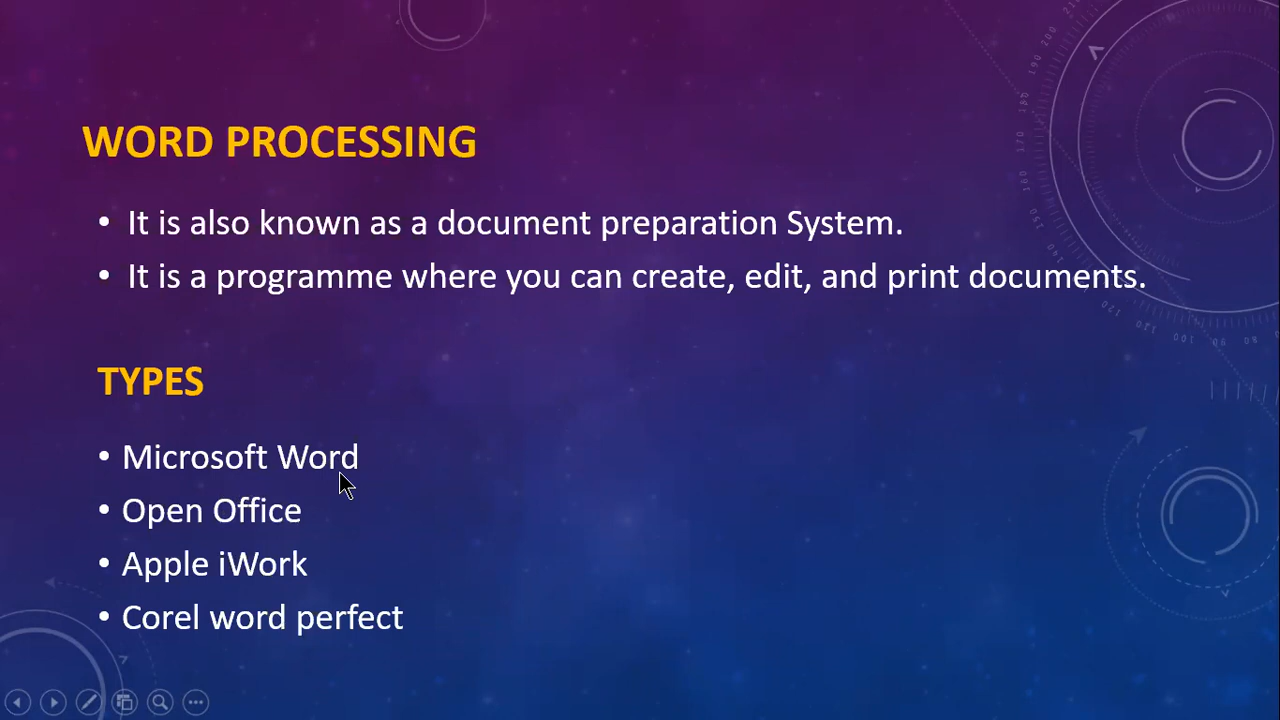 WORD PROCESSING
• It is also known as a document preparation System.
• It is a programme where you can create, edit, and print documents.
TYPES
• Microsoft Word
• Open Office
• Apple iWork
• Corel word perfect